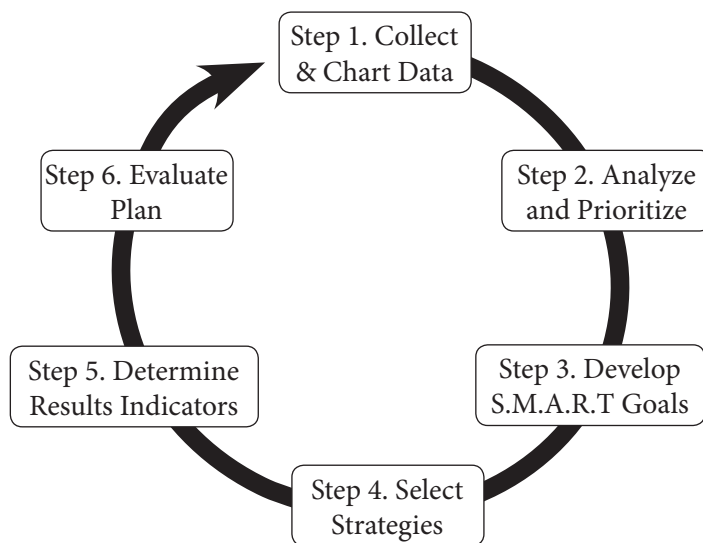 Step 1. Collect
& Chart Data
Step 2. Analyze
and Prioritize
Step 3. Develop
S.M.A.R.T Goals
Step 4. Select
Strategies
Step 5. Determine
Results Indicators
Step 6. Evaluate
Plan